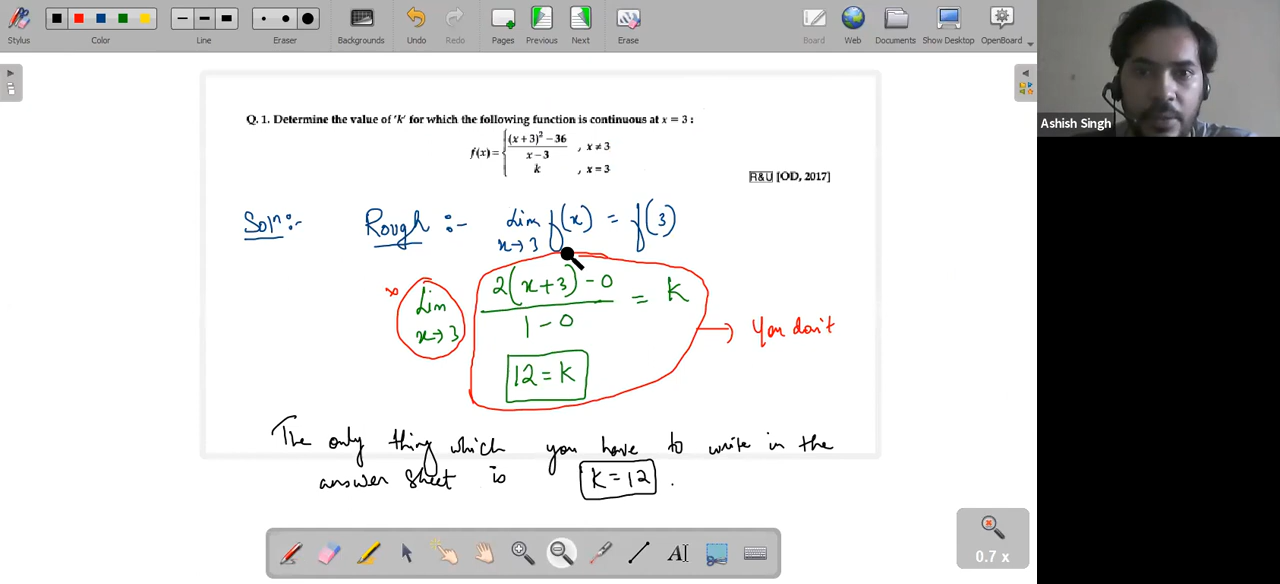 Stylus
Color
Line
Eraser
Backgrounds
Undo
Redo
Pages
Previous
Next
Erase
Board
Web
Documents
Show Desktop
OpenBoard
Ashish Singh
Q. 1. Determine the value of 'k' for which the following function is continuous at x = 3 :
f(x) = { (x + 3)² – 36 / x – 3 , x ≠ 3
k , x = 3
R&U [OD, 2017]
Soln:- Rough :- Lim x→3 f(x) = f(3)
Lim x→3 2(x+3) - 0 / 1 - 0 = k
You don't
12 = k
The only thing which you have to write in the
answer sheet is k = 12 .
0.7 x